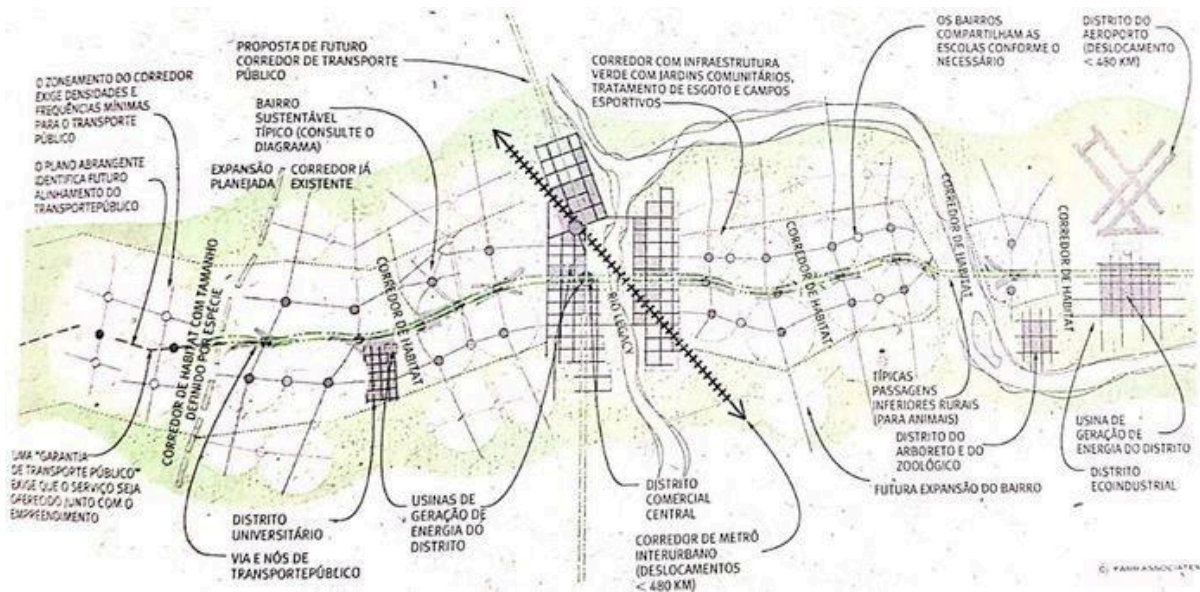 O ZONEAMENTO DO CORREDOR
EXIGE DENSIDADES E
FREQUÊNCIAS MÍNIMAS
PARA O TRANSPORTE
PÚBLICO
O PLANO ABRANGENTE
IDENTIFICA FUTURO
ALINHAMENTO DO
TRANSPORTEPÚBLICO
PROPOSTA DE FUTURO
CORREDOR DE TRANSPORTE
PÚBLICO
BAIRRO
SUSTENTÁVEL
TÍPICO (CONSULTE O
DIAGRAMA)
EXPANSÃO
PLANEJADA
CORREDOR JÁ
EXISTENTE
CORREDOR COM INFRAESTRUTURA
VERDE COM JARDINS COMUNITÁRIOS,
TRATAMENTO DE ESGOTO E CAMPOS
ESPORTIVOS
OS BAIRROS
COMPARTILHAM AS
ESCOLAS CONFORME O
NECESSÁRIO
DISTRITO DO
AEROPORTO
(DESLOCAMENTO
< 480 KM)
CORREDOR DE HABITAT COM TAMANHO
DEFINIDO POR ESPÉCIE
CORREDOR DE HABITAT
RIO LEGACY
CORREDOR DE HABITAT
CORREDOR DE HABITAT
CORREDOR DE HABITAT
UMA "GARANTIA
DE TRANSPORTE PÚBLICO"
EXIGE QUE O SERVIÇO SEJA
OFERECIDO JUNTO COM O
EMPREENDIMENTO
DISTRITO
UNIVERSITÁRIO
VIA E NÓS DE
TRANSPORTEPÚBLICO
USINAS DE
GERAÇÃO DE
ENERGIA DO
DISTRITO
DISTRITO
COMERCIAL
CENTRAL
CORREDOR DE METRÔ
INTERURBANO
(DESLOCAMENTOS
< 480 KM)
TÍPICAS
PASSAGENS
INFERIORES RURAIS
(PARA ANIMAIS)
DISTRITO DO
ARBORETO E DO
ZOOLÓGICO
FUTURA EXPANSÃO DO BAIRRO
USINA DE
GERAÇÃO DE
ENERGIA DO DISTRITO
DISTRITO
ECOINDUSTRIAL
FARR ASSOCIATES